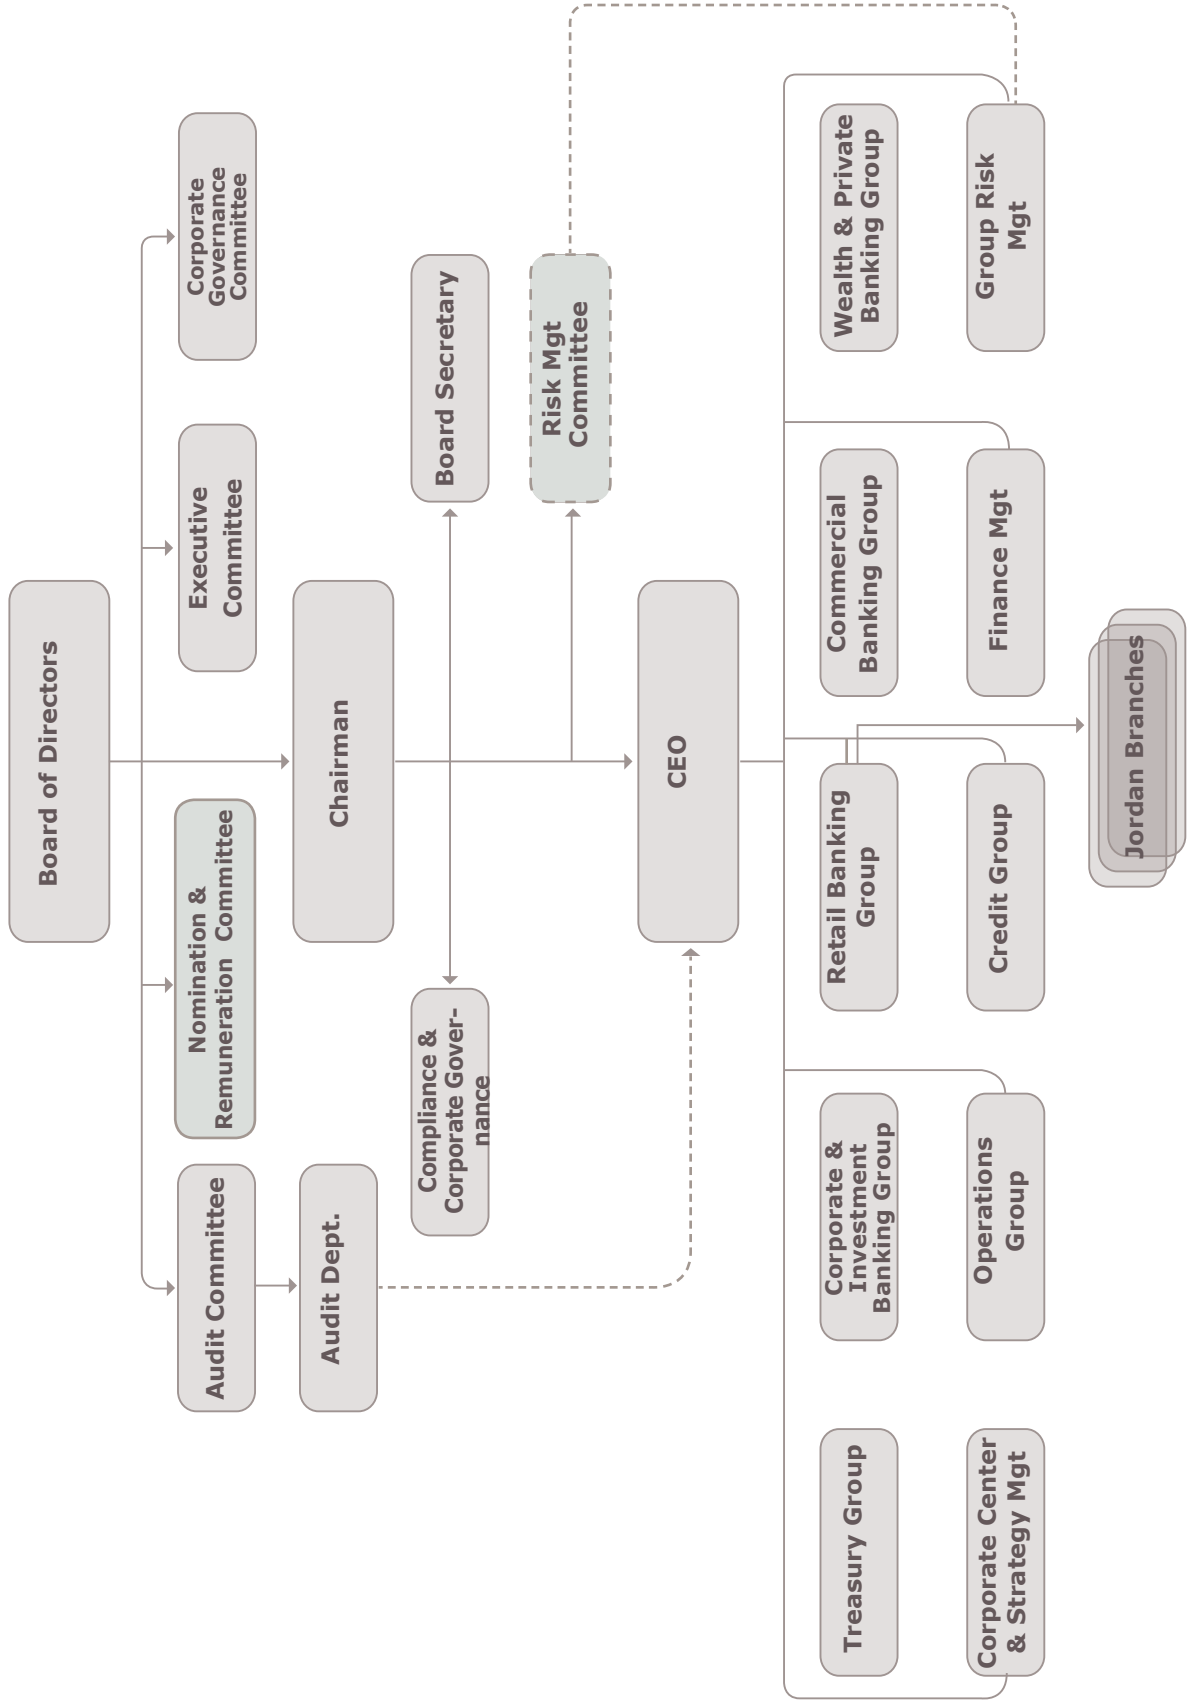 Board of Directors
Audit Committee
Nomination &
Remuneration Committee
Executive
Committee
Corporate
Governance
Committee
Audit Dept.
Chairman
Compliance &
Corporate Gover-
nance
Board Secretary
Risk Mgt
Committee
CEO
Treasury Group
Corporate &
Investment
Banking Group
Retail Banking
Group
Commercial
Banking Group
Wealth & Private
Banking Group
Corporate Center
& Strategy Mgt
Operations
Group
Credit Group
Finance Mgt
Group Risk
Mgt
Jordan Branches